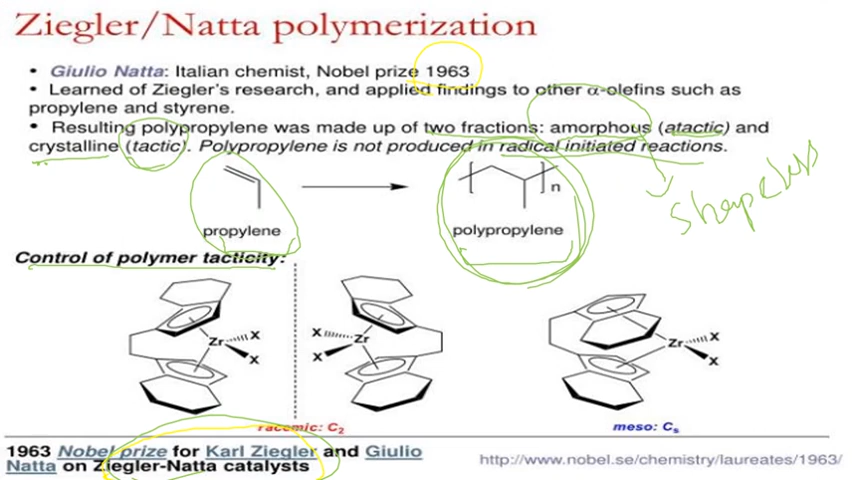 Ziegler/Natta polymerization
• Giulio Natta: Italian chemist, Nobel prize 1963
• Learned of Ziegler's research, and applied findings to other α-olefins such as
propylene and styrene.
• Resulting polypropylene was made up of two fractions: amorphous (atactic) and
crystalline (tactic). Polypropylene is not produced in radical initiated reactions.
n
shapeless
propylene
polypropylene
Control of polymer tacticity:
Zr X X
X X Zr
Zr X X
racemic: C2
meso: Cs
1963 Nobel prize for Karl Ziegler and Giulio
Natta on Ziegler-Natta catalysts
http://www.nobel.se/chemistry/laureates/1963/